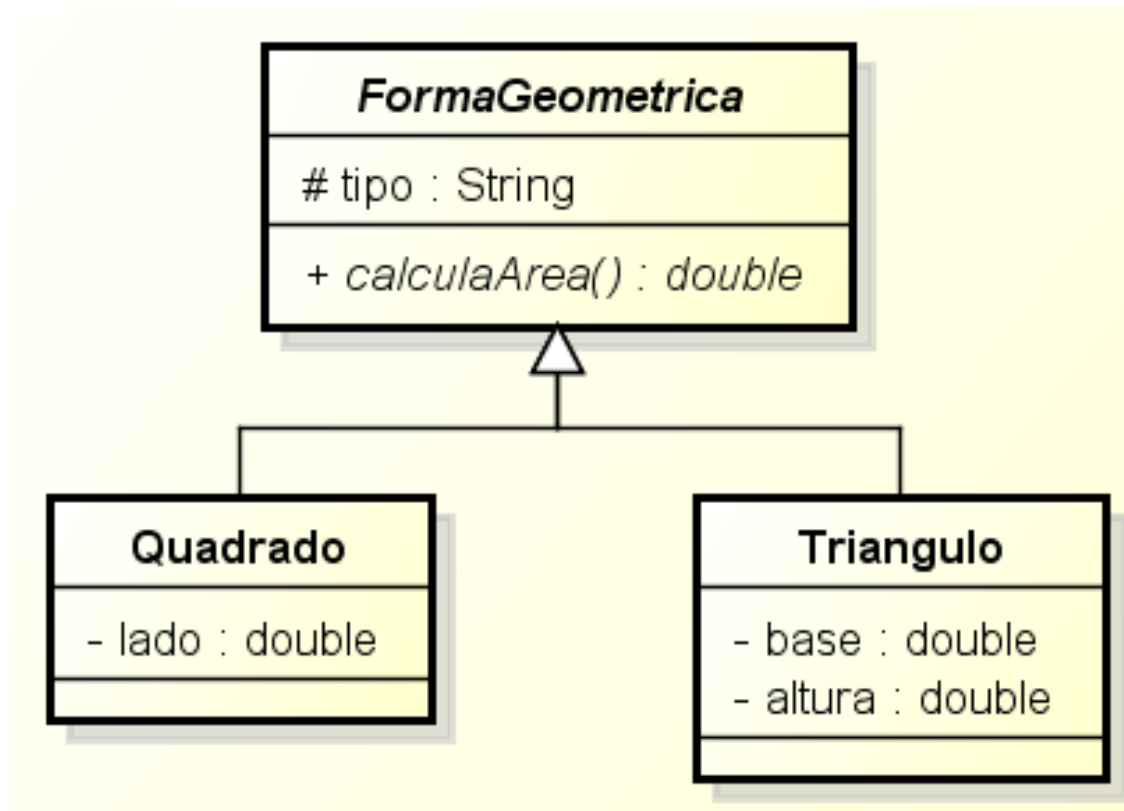 FormaGeometrica
# tipo : String
+ calculaArea() : double
Quadrado
- lado : double
Triangulo
- base : double
- altura : double